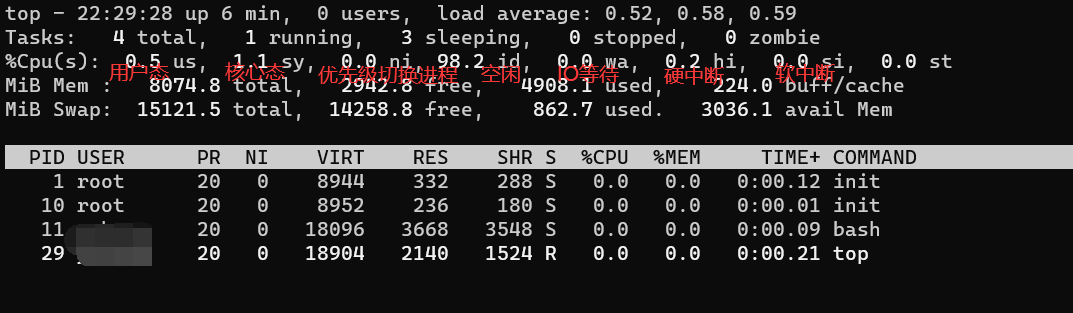 top - 22:29:28 up 6 min,  0 users,  load average: 0.52, 0.58, 0.59
Tasks:   4 total,   1 running,   3 sleeping,   0 stopped,   0 zombie
%Cpu(s):  0.5 us,  1.1 sy,  0.0 ni, 98.2 id,  0.0 wa,  0.2 hi,  0.0 si,  0.0 st
用户态 核心态 优先级切换进程 空闲 IO等待 硬中断 软中断
MiB Mem :   8074.8 total,   2942.8 free,   4908.1 used,    224.0 buff/cache
MiB Swap:  15121.5 total,  14258.8 free,    862.7 used.   3036.1 avail Mem
PID USER      PR  NI    VIRT    RES    SHR S  %CPU  %MEM     TIME+ COMMAND
1 root      20   0    8944    332    288 S   0.0   0.0   0:00.12 init
10 root      20   0    8952    236    180 S   0.0   0.0   0:00.01 init
11           20   0   18096   3668   3548 S   0.0   0.0   0:00.09 bash
29           20   0   18904   2140   1524 R   0.0   0.0   0:00.21 top